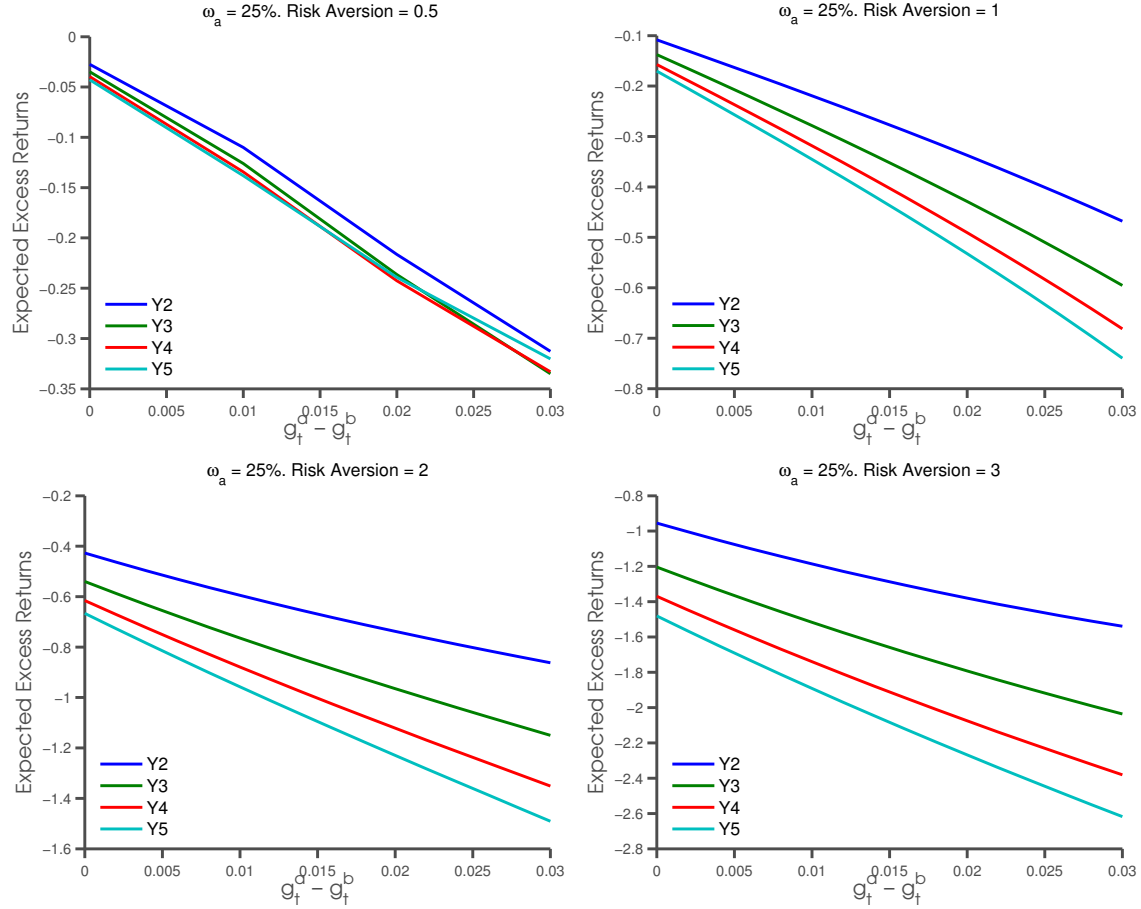 ωa = 25%. Risk Aversion = 0.5
0
−0.05
−0.1
−0.15
−0.2
−0.25
−0.3
−0.35
Expected Excess Returns
Y2
Y3
Y4
Y5
0 0.005 0.01 0.015 0.02 0.025 0.03
g_t^a − g_t^b
ωa = 25%. Risk Aversion = 1
−0.1
−0.2
−0.3
−0.4
−0.5
−0.6
−0.7
−0.8
Expected Excess Returns
Y2
Y3
Y4
Y5
0 0.005 0.01 0.015 0.02 0.025 0.03
g_t^a − g_t^b
ωa = 25%. Risk Aversion = 2
−0.2
−0.4
−0.6
−0.8
−1
−1.2
−1.4
−1.6
Expected Excess Returns
Y2
Y3
Y4
Y5
0 0.005 0.01 0.015 0.02 0.025 0.03
g_t^a − g_t^b
ωa = 25%. Risk Aversion = 3
−0.8
−1
−1.2
−1.4
−1.6
−1.8
−2
−2.2
−2.4
−2.6
−2.8
Expected Excess Returns
Y2
Y3
Y4
Y5
0 0.005 0.01 0.015 0.02 0.025 0.03
g_t^a − g_t^b